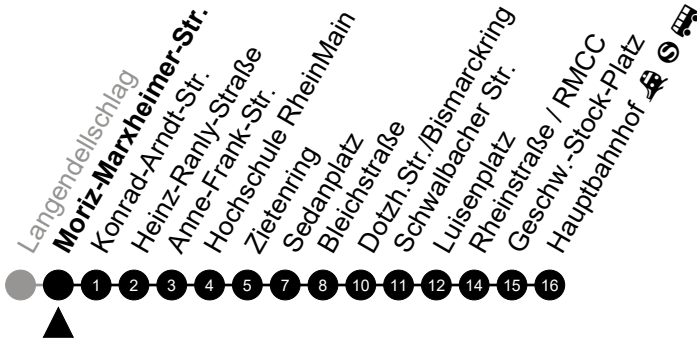 Langendellschlag
Moriz-Marxheimer-Str.
Konrad-Arndt-Str.
Heinz-Ranly-Straße
Anne-Frank-Str.
Hochschule RheinMain
Zietenring
Sedanplatz
Bleichstraße
Dotzh.Str./Bismarckring
Schwalbacher Str.
Luisenplatz
Rheinstraße / RMCC
Geschw.-Stock-Platz
Hauptbahnhof S
1 2 3 4 5 7 8 10 11 12 14 15 16